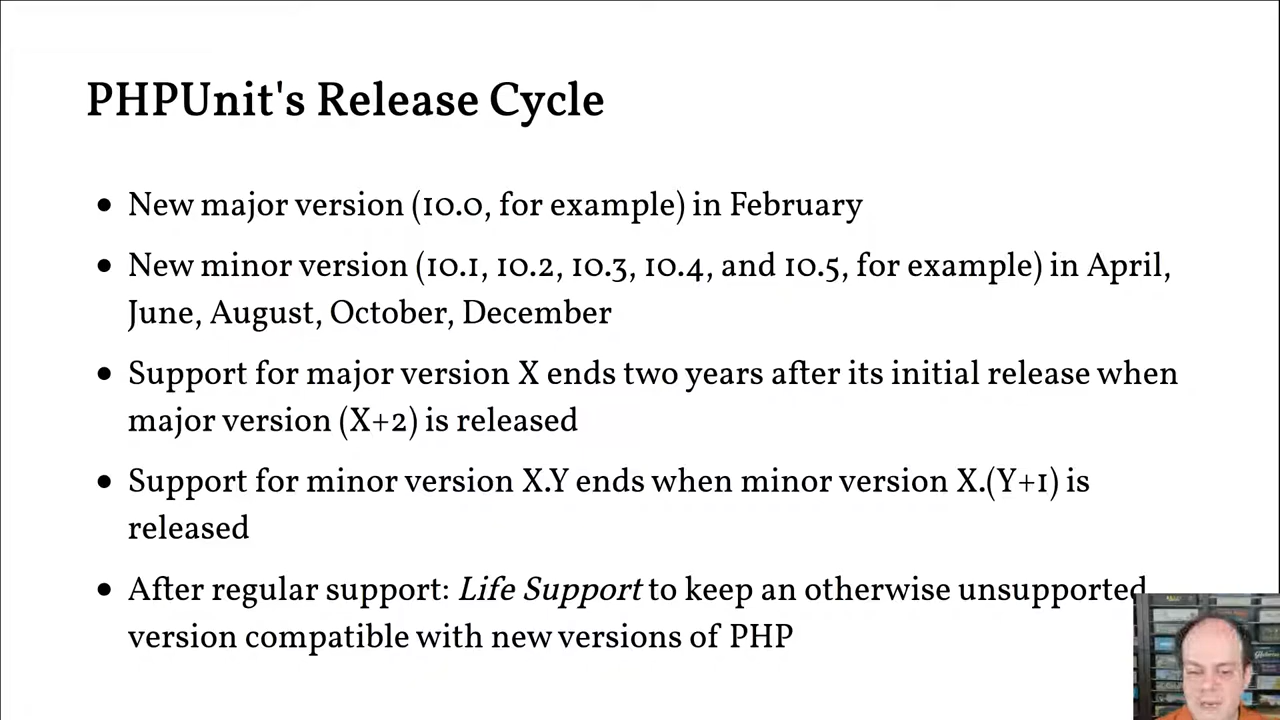 PHPUnit's Release Cycle
• New major version (10.0, for example) in February
• New minor version (10.1, 10.2, 10.3, 10.4, and 10.5, for example) in April,
June, August, October, December
• Support for major version X ends two years after its initial release when
major version (X+2) is released
• Support for minor version X.Y ends when minor version X.(Y+1) is
released
• After regular support: Life Support to keep an otherwise unsupported
version compatible with new versions of PHP